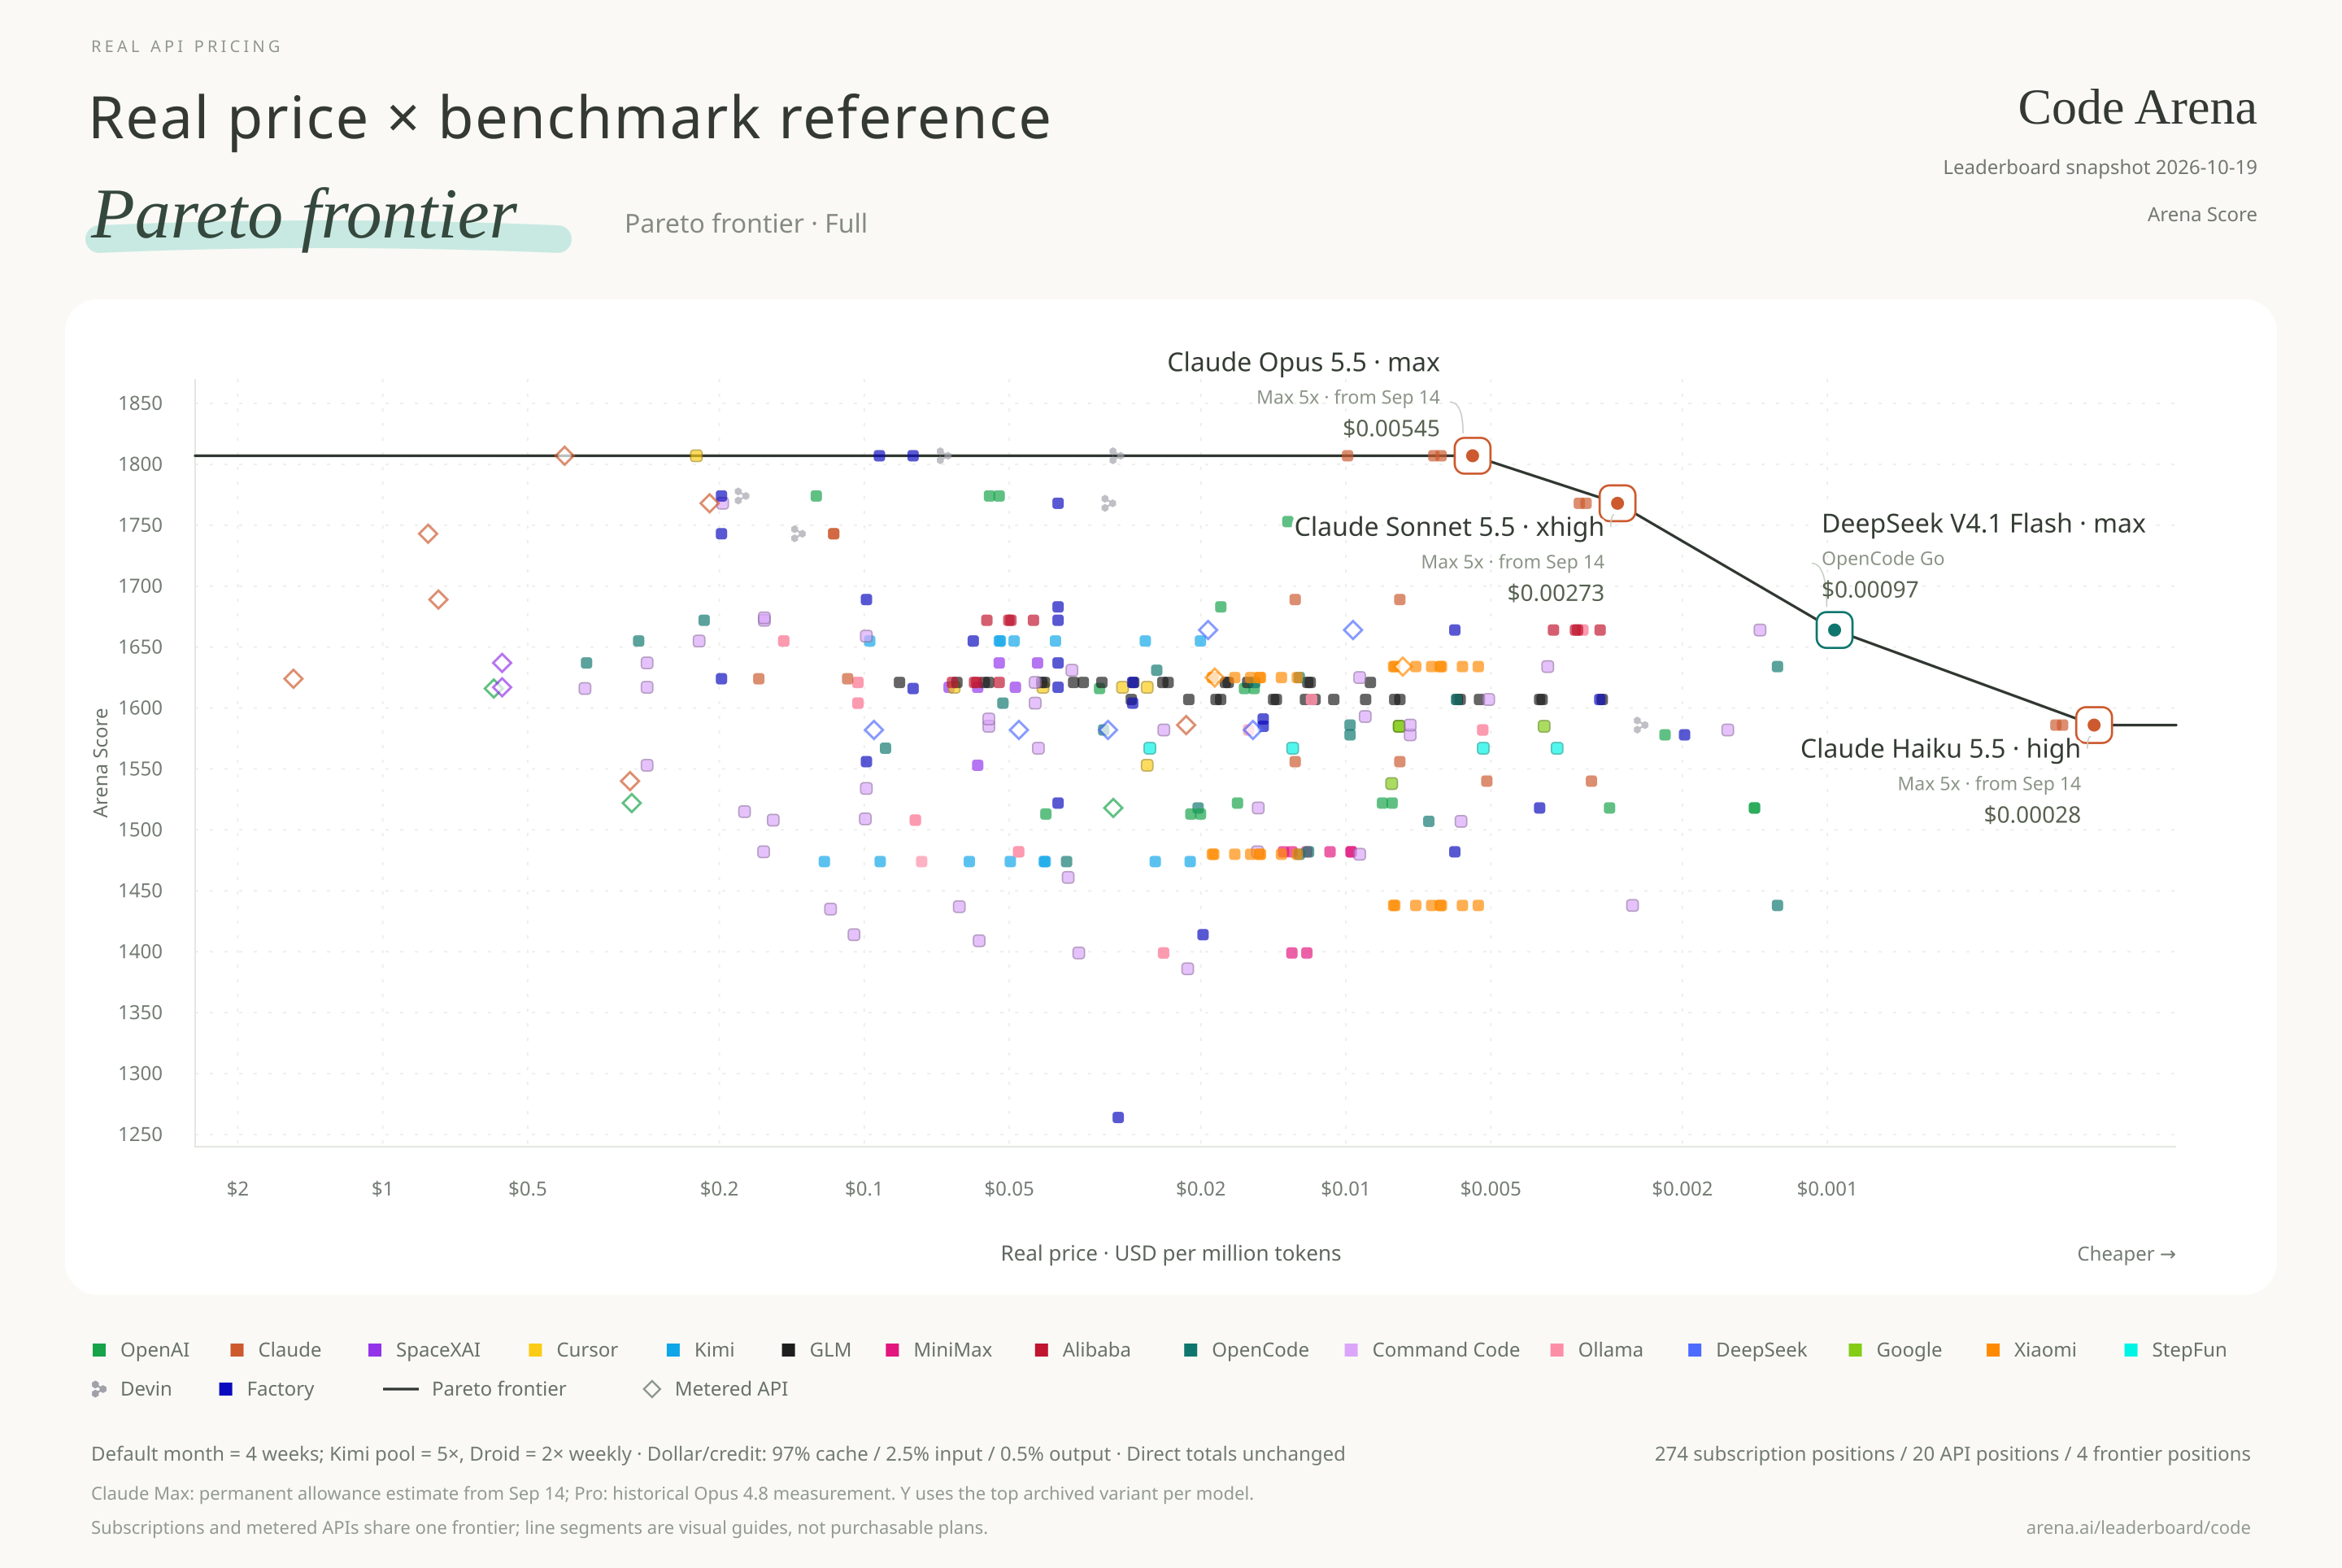 REAL API PRICING
Real price × benchmark reference
Pareto frontier
Pareto frontier · Full
Code Arena
Leaderboard snapshot 2026-10-19
Arena Score
Claude Opus 5.5 · max
Max 5x · from Sep 14
$0.00545
Claude Sonnet 5.5 · xhigh
Max 5x · from Sep 14
$0.00273
DeepSeek V4.1 Flash · max
OpenCode Go
$0.00097
Claude Haiku 5.5 · high
Max 5x · from Sep 14
$0.00028
Arena Score
1850
1800
1750
1700
1650
1600
1550
1500
1450
1400
1350
1300
1250
$2 $1 $0.5 $0.2 $0.1 $0.05 $0.02 $0.01 $0.005 $0.002 $0.001
Real price · USD per million tokens
Cheaper →
OpenAI Claude SpaceXAI Cursor Kimi GLM MiniMax Alibaba OpenCode Command Code Ollama DeepSeek Google Xiaomi StepFun
Devin Factory Pareto frontier Metered API
Default month = 4 weeks; Kimi pool = 5×, Droid = 2× weekly · Dollar/credit: 97% cache / 2.5% input / 0.5% output · Direct totals unchanged
274 subscription positions / 20 API positions / 4 frontier positions
Claude Max: permanent allowance estimate from Sep 14; Pro: historical Opus 4.8 measurement. Y uses the top archived variant per model.
Subscriptions and metered APIs share one frontier; line segments are visual guides, not purchasable plans.
arena.ai/leaderboard/code